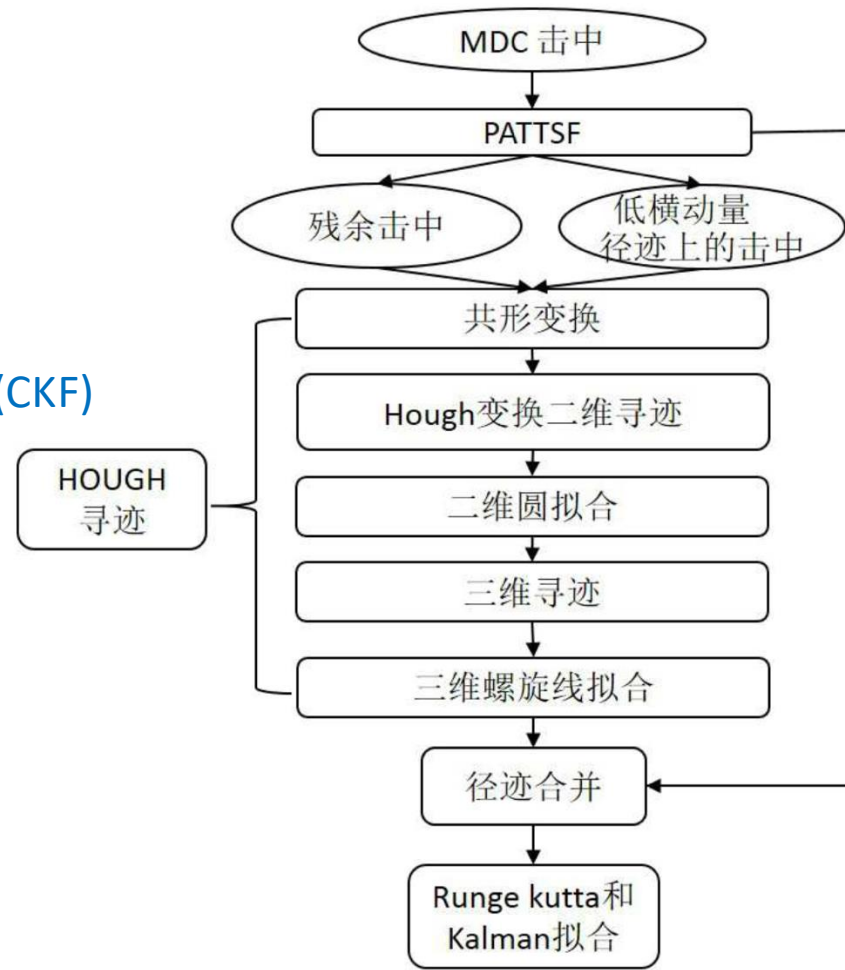 MDC 击中
PATTSF
残余击中
低横动量
径迹上的击中
共形变换
(CKF)
Hough变换二维寻迹
HOUGH
寻迹
二维圆拟合
三维寻迹
三维螺旋线拟合
径迹合并
Runge kutta和
Kalman拟合